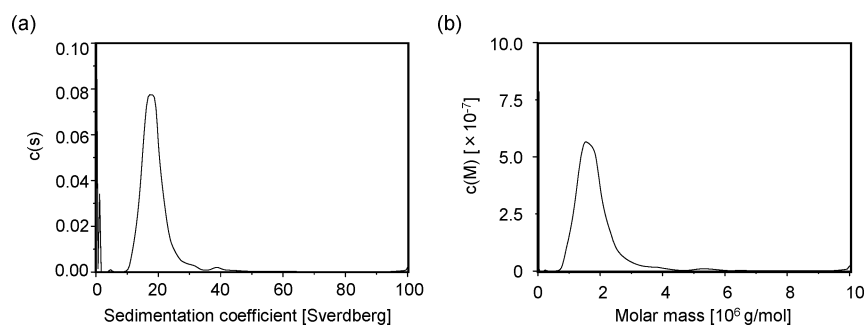 (a)
c(s)
0.10
0.08
0.06
0.04
0.02
0.00
0 20 40 60 80 100
Sedimentation coefficient [Sverdberg]
(b)
c(M) [×10-7]
10.0
7.5
5.0
2.5
0
0 2 4 6 8 10
Molar mass [10⁶ g/mol]